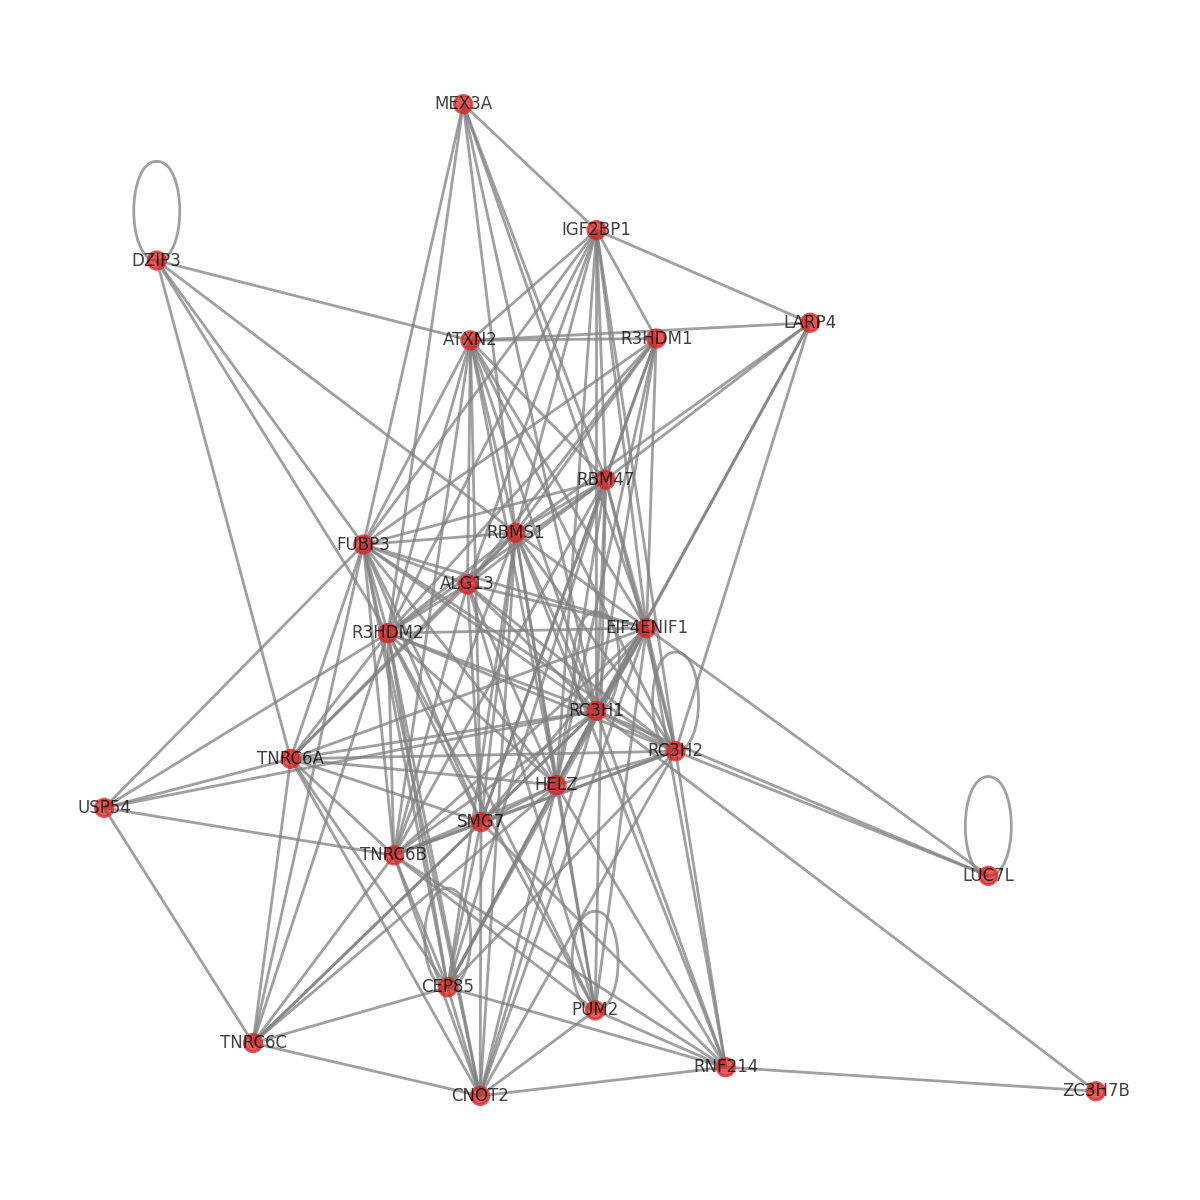 MEX3A
IGF2BP1
DZIP3
LARP4
ATXN2
R3HDM1
RBM47
RBMS1
FUBP3
ALG13
EIF4ENIF1
R3HDM2
RC3H1
RC3H2
TNRC6A
HELZ
USP54
SMG7
TNRC6B
LUC7L
CEP85
PUM2
TNRC6C
RNF214
ZC3H7B
CNOT2